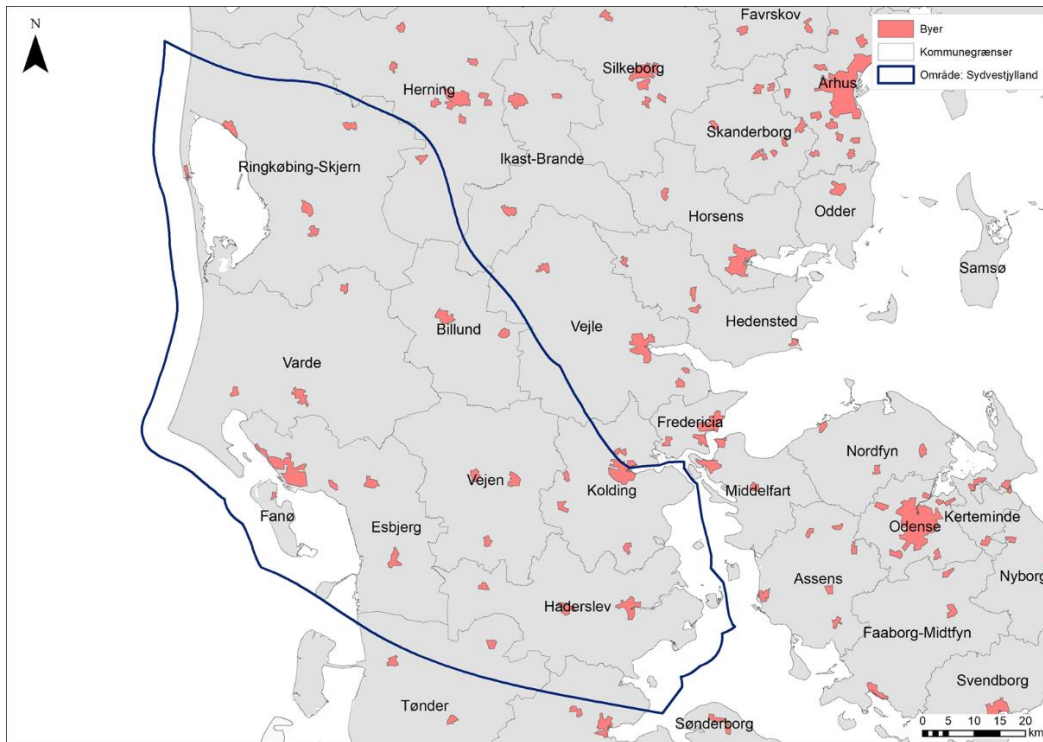 N
Favrskov
Byer
Kommunegrænser
Område: Sydvestjylland
Silkeborg
Århus
Herning
Skanderborg
Ringkøbing-Skjern
Ikast-Brande
Horsens
Odder
Samsø
Billund
Vejle
Hedensted
Varde
Fredericia
Nordfyn
Vejen
Kolding
Middelfart
Fanø
Odense
Kerteminde
Esbjerg
Assens
Nyborg
Haderslev
Faaborg-Midtfyn
Svendborg
Tønder
Sønderborg
0 5 10 15 20
km